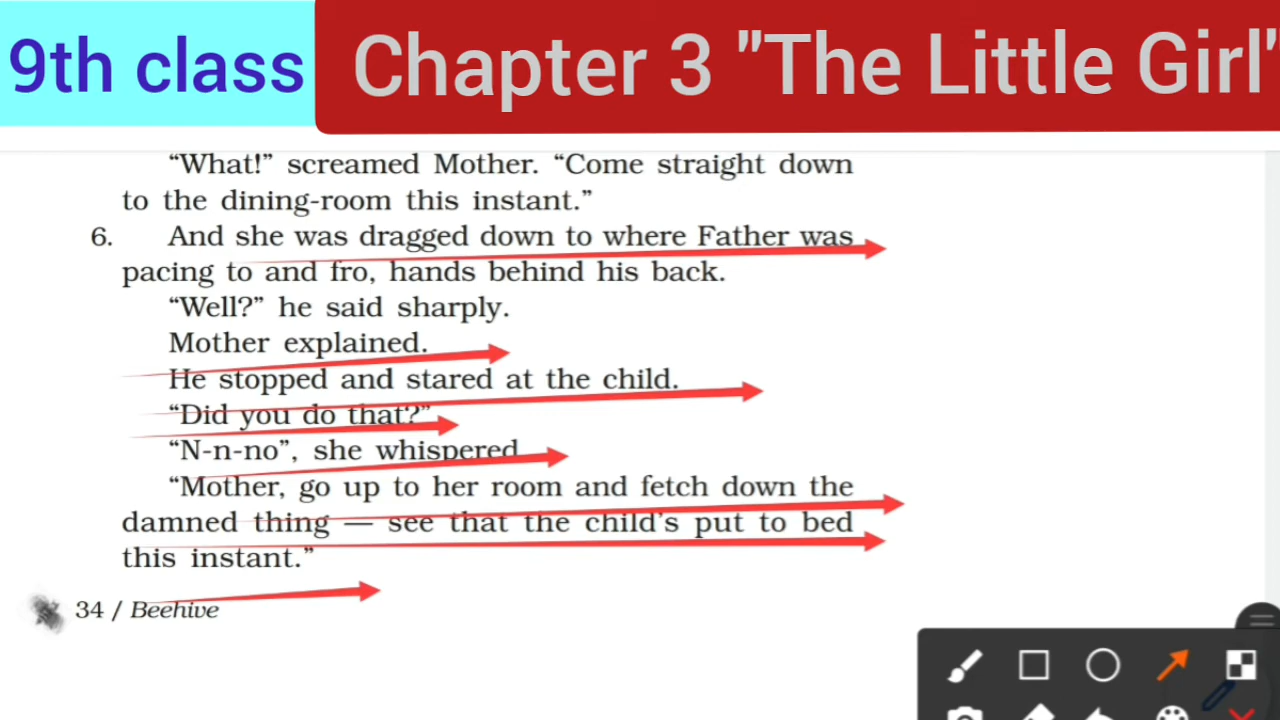 9th class
Chapter 3 "The Little Girl"
“What!” screamed Mother. “Come straight down
to the dining-room this instant.”
6. And she was dragged down to where Father was
pacing to and fro, hands behind his back.
“Well?” he said sharply.
Mother explained.
He stopped and stared at the child.
“Did you do that?”
“N-n-no”, she whispered
“Mother, go up to her room and fetch down the
damned thing — see that the child’s put to bed
this instant.”
34 / Beehive